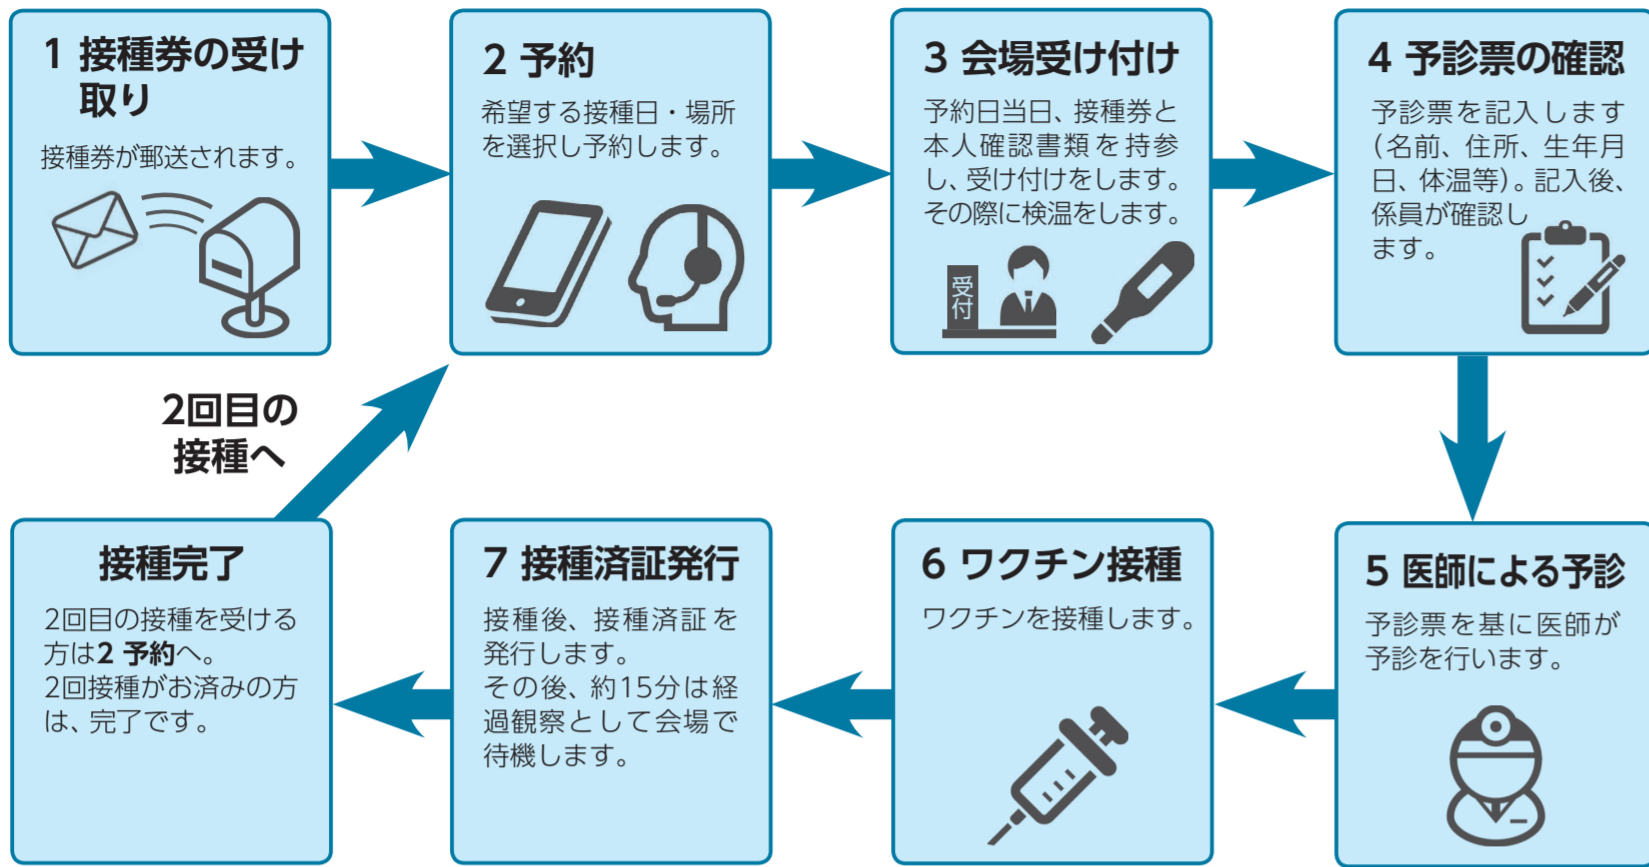 1 接種券の受け
取り
接種券が郵送されます。
2 予約
希望する接種日・場所
を選択し予約します。
3 会場受け付け
予約日当日、接種券と
本人確認書類を持参
し、受け付けをします。
その際に検温をします。
受付
4 予診票の確認
予診票を記入します
（名前、住所、生年月
日、体温等）。記入後、
係員が確認し
ます。
5 医師による予診
予診票を基に医師が
予診を行います。
6 ワクチン接種
ワクチンを接種します。
7 接種済証発行
接種後、接種済証を
発行します。
その後、約15分は経
過観察として会場で
待機します。
接種完了
2回目の接種を受ける
方は2 予約へ。
2回接種がお済みの方
は、完了です。
2回目の
接種へ